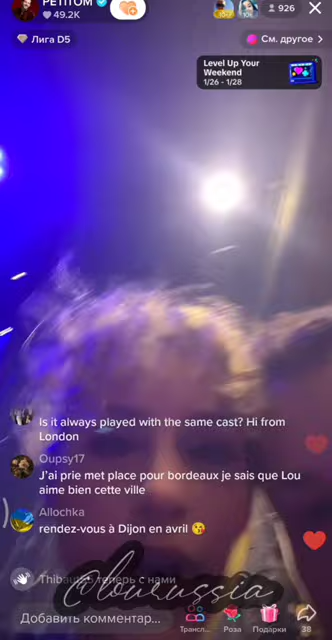 PETITOM
49.2K
926
Лига D5
См. другое
Level Up Your
Weekend
1/26 - 1/28
Is it always played with the same cast? Hi from
London
Oupsy17
J'ai prie met place pour bordeaux je sais que Lou
aime bien cette ville
Allochka
rendez-vous à Dijon en avril 😘
теперь с нами
@lourussia
Добавить комментар...
Трансл...
Роза
Подарки
38